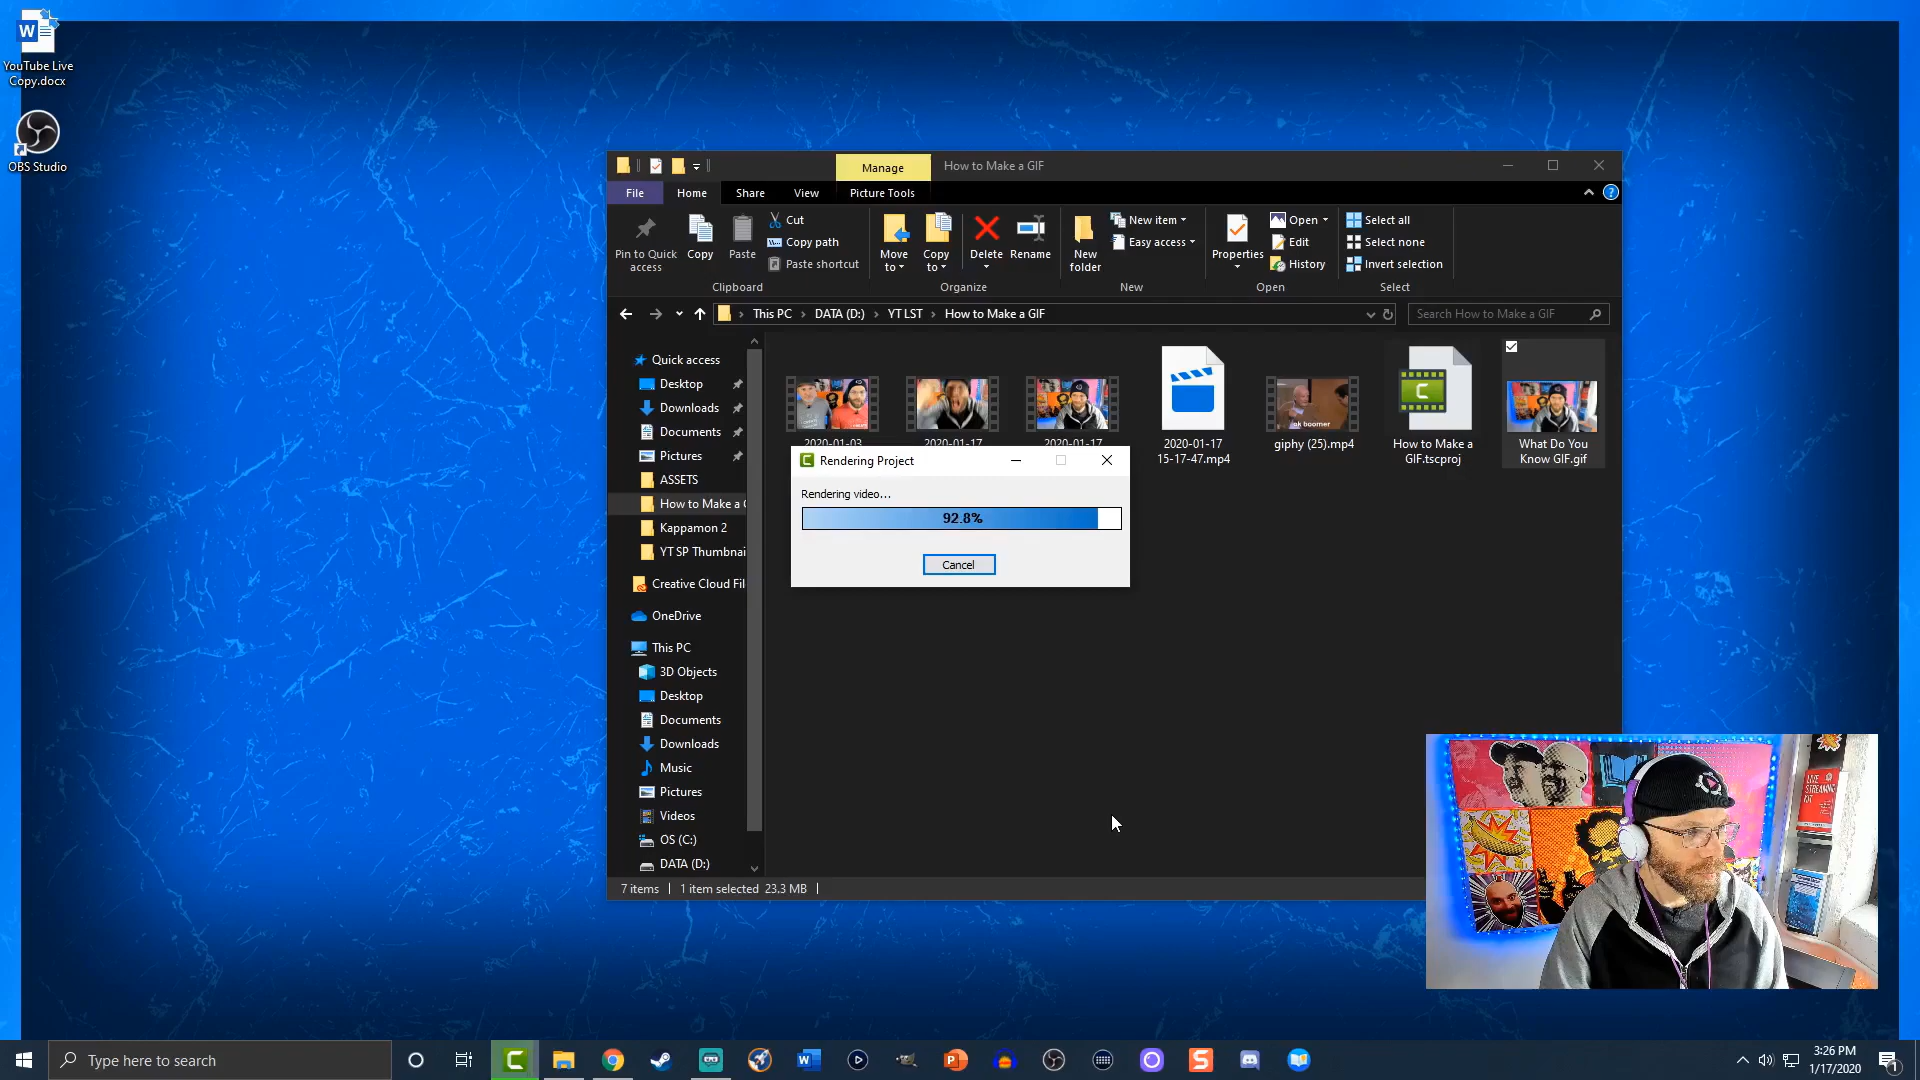 YouTube Live
Copy.docx
OBS Studio
Manage
How to Make a GIF
File
Home
Share
View
Picture Tools
Pin to Quick
access
Copy
Paste
Cut
Copy path
Paste shortcut
Clipboard
Move
to
Copy
to
Delete
Rename
Organize
New
folder
New item
Easy access
New
Properties
Open
Edit
History
Open
Select all
Select none
Invert selection
Select
This PC
DATA (D:)
YT LST
How to Make a GIF
Search How to Make a GIF
Quick access
Desktop
Downloads
Documents
Pictures
ASSETS
How to Make a G
Kappamon 2
YT SP Thumbnai
Creative Cloud Fil
OneDrive
This PC
3D Objects
Desktop
Documents
Downloads
Music
Pictures
Videos
OS (C:)
DATA (D:)
2020-01-03
2020-01-17
2020-01-17
2020-01-17
15-17-47.mp4
ok boomer
giphy (25).mp4
How to Make a
GIF.tscproj
What Do You
Know GIF.gif
Rendering Project
Rendering video...
92.8%
Cancel
7 items
1 item selected 23.3 MB
LIVE
STREAMING
KIT
Type here to search
3:26 PM
1/17/2020
1